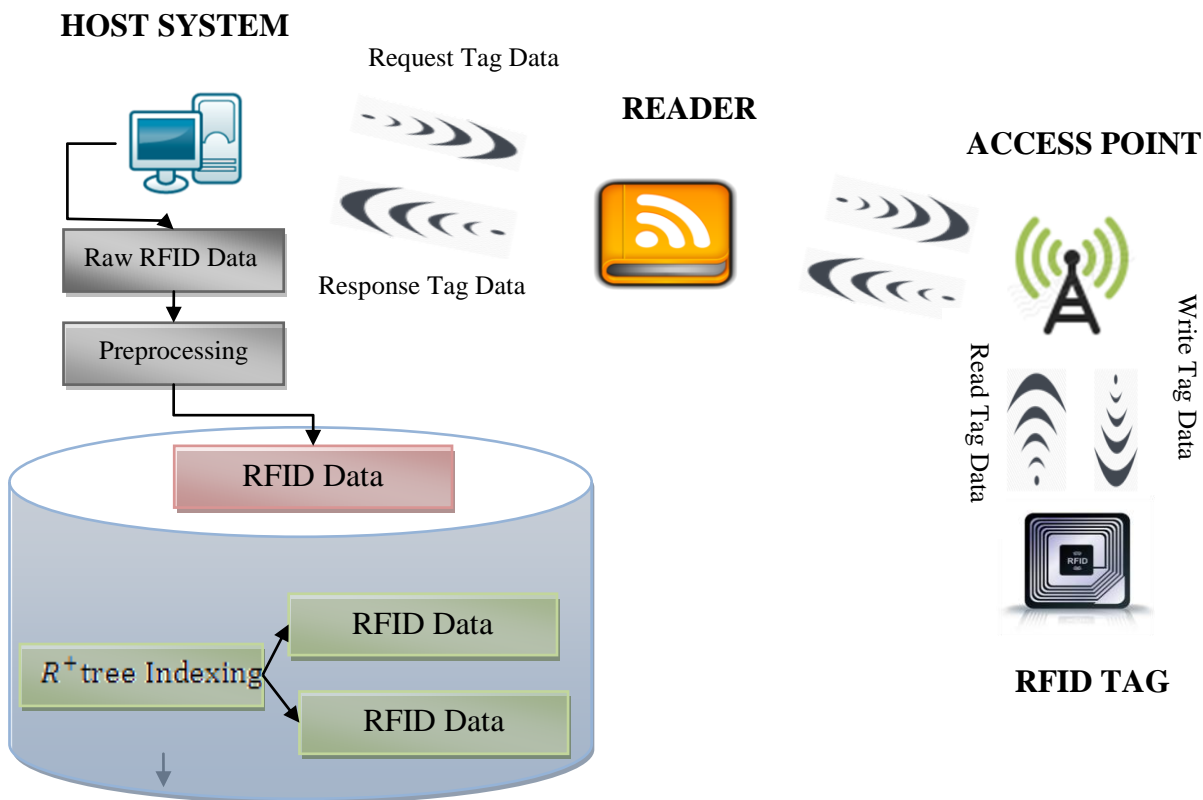 HOST SYSTEM
Request Tag Data
READER
ACCESS POINT
Raw RFID Data
Response Tag Data
Preprocessing
Read Tag Data
Write Tag Data
RFID Data
RFID
RFID Data
R⁺tree Indexing
RFID Data
RFID TAG